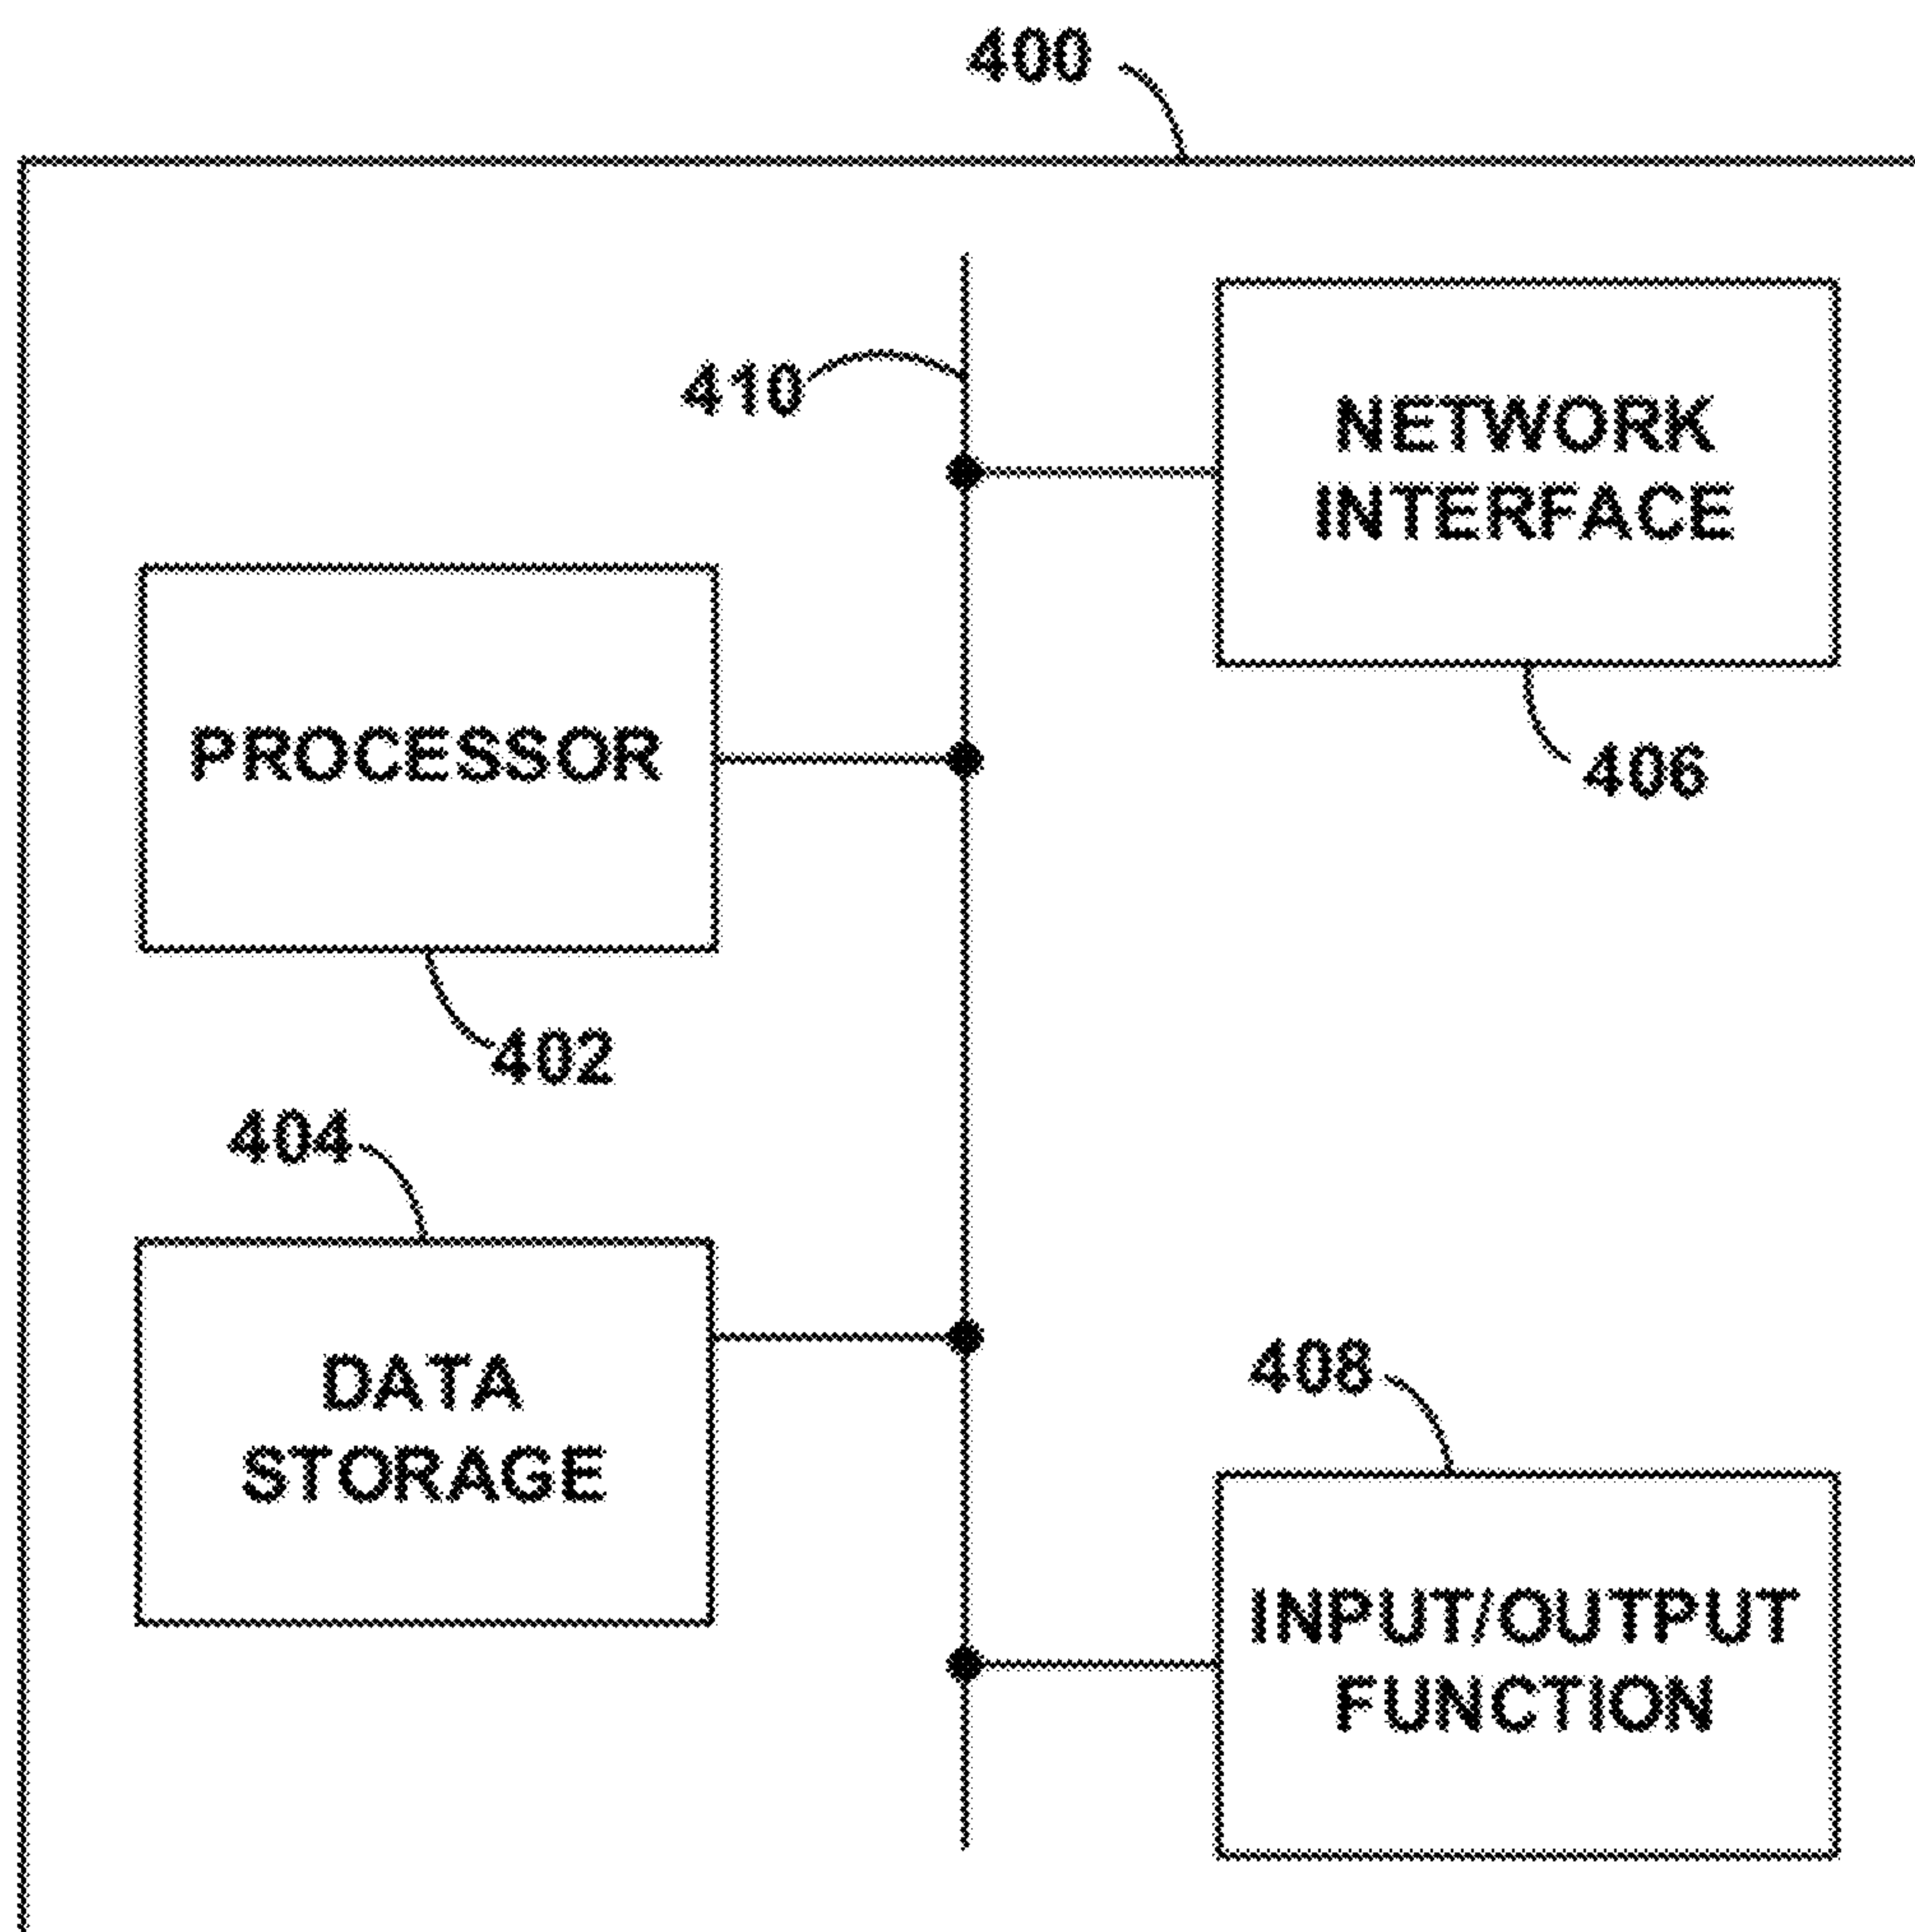 400
410
NETWORK
INTERFACE
PROCESSOR
406
402
404
DATA
STORAGE
408
INPUT/OUTPUT
FUNCTION